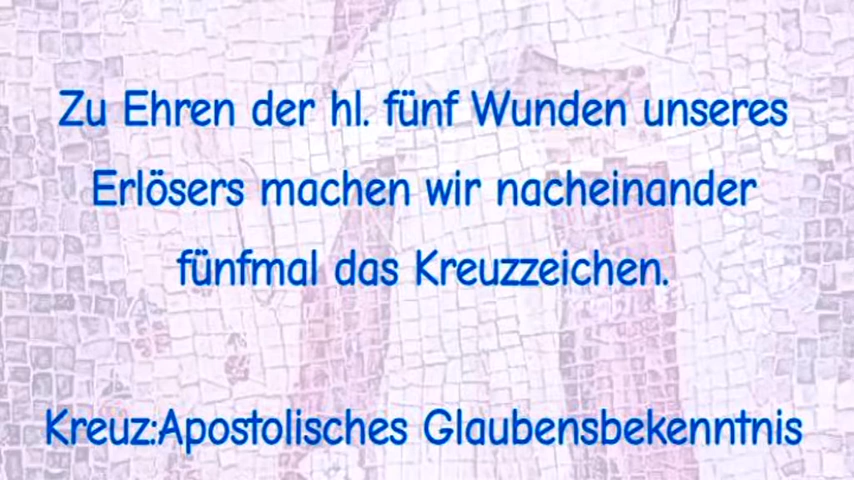 Zu Ehren der hl. fünf Wunden unseres
Erlösers machen wir nacheinander
fünfmal das Kreuzzeichen.
Kreuz:Apostolisches Glaubensbekenntnis